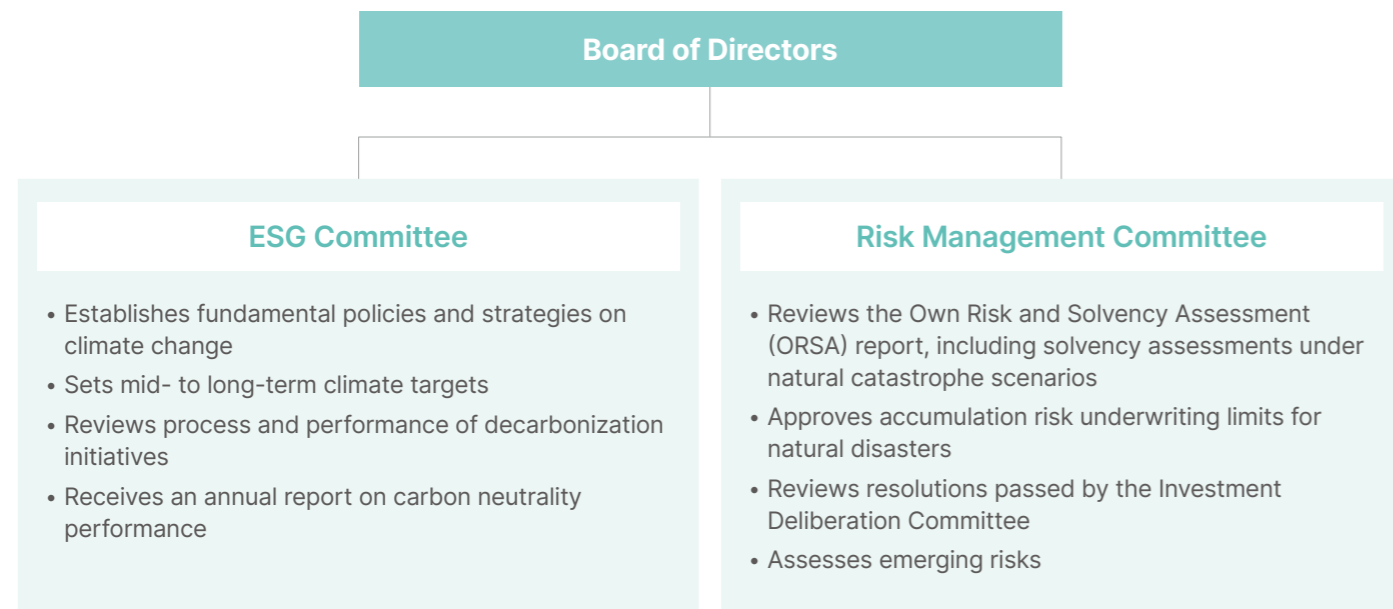 Board of Directors
ESG Committee
• Establishes fundamental policies and strategies on
climate change
• Sets mid- to long-term climate targets
• Reviews process and performance of decarbonization
initiatives
• Receives an annual report on carbon neutrality
performance
Risk Management Committee
• Reviews the Own Risk and Solvency Assessment
(ORSA) report, including solvency assessments under
natural catastrophe scenarios
• Approves accumulation risk underwriting limits for
natural disasters
• Reviews resolutions passed by the Investment
Deliberation Committee
• Assesses emerging risks